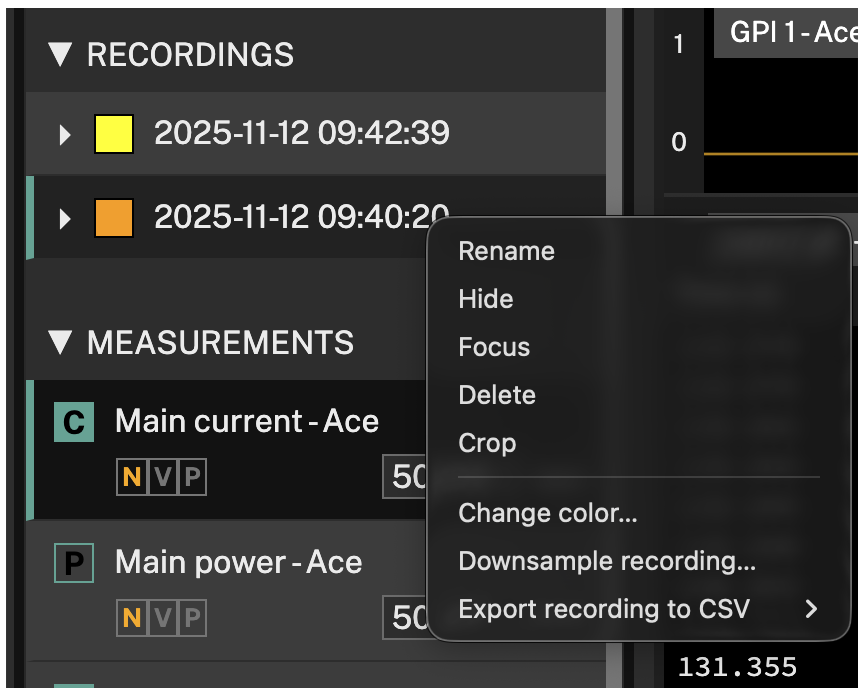 ▼ RECORDINGS
2025-11-12 09:42:39
2025-11-12 09:40:20
▼ MEASUREMENTS
C Main current - Ace
N V P 50
P Main power - Ace
N V P 50
Rename
Hide
Focus
Delete
Crop
Change color...
Downsample recording...
Export recording to CSV
GPI 1 - Ace
1
0
131.355